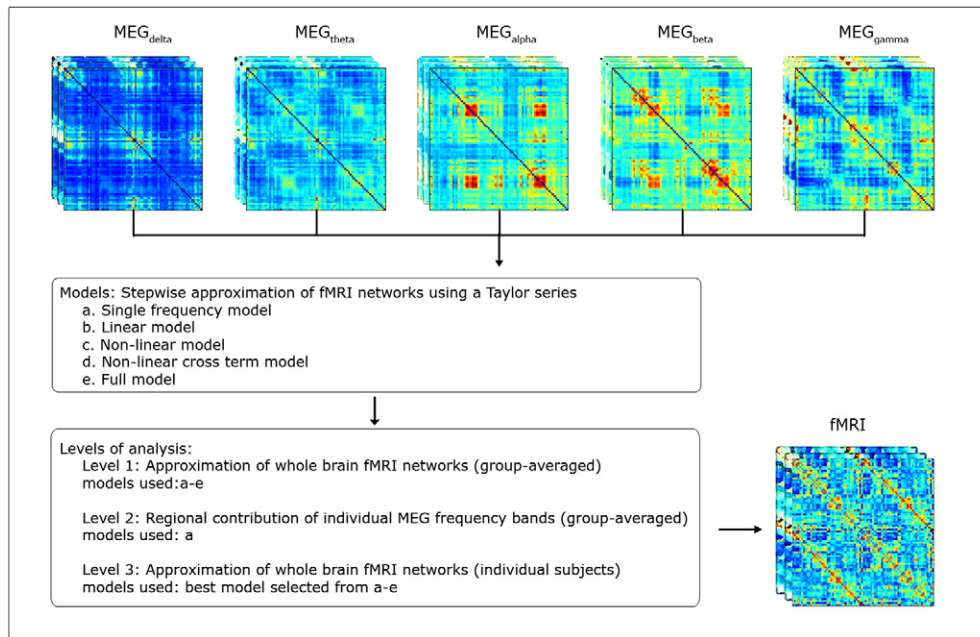 MEGdelta
MEGtheta
MEGalpha
MEGbeta
MEGgamma
Models: Stepwise approximation of fMRI networks using a Taylor series
a. Single frequency model
b. Linear model
c. Non-linear model
d. Non-linear cross term model
e. Full model
Levels of analysis:
Level 1: Approximation of whole brain fMRI networks (group-averaged)
models used:a-e
Level 2: Regional contribution of individual MEG frequency bands (group-averaged)
models used: a
Level 3: Approximation of whole brain fMRI networks (individual subjects)
models used: best model selected from a-e
fMRI